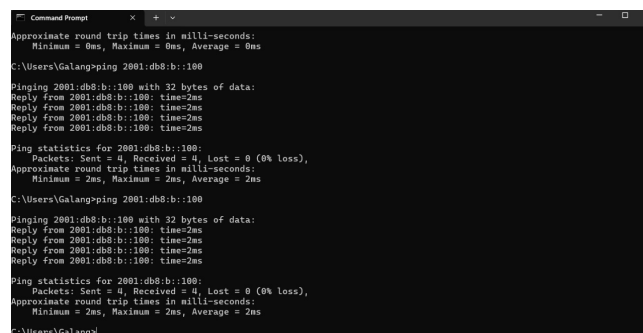 Command Prompt
Approximate round trip times in milli-seconds:
Minimum = 0ms, Maximum = 0ms, Average = 0ms
C:\Users\Galang>ping 2001:db8:b::100
Pinging 2001:db8:b::100 with 32 bytes of data:
Reply from 2001:db8:b::100: time=2ms
Reply from 2001:db8:b::100: time=2ms
Reply from 2001:db8:b::100: time=2ms
Reply from 2001:db8:b::100: time=2ms
Ping statistics for 2001:db8:b::100:
Packets: Sent = 4, Received = 4, Lost = 0 (0% loss),
Approximate round trip times in milli-seconds:
Minimum = 2ms, Maximum = 2ms, Average = 2ms
C:\Users\Galang>ping 2001:db8:b::100
Pinging 2001:db8:b::100 with 32 bytes of data:
Reply from 2001:db8:b::100: time=2ms
Reply from 2001:db8:b::100: time=2ms
Reply from 2001:db8:b::100: time=2ms
Reply from 2001:db8:b::100: time=2ms
Ping statistics for 2001:db8:b::100:
Packets: Sent = 4, Received = 4, Lost = 0 (0% loss),
Approximate round trip times in milli-seconds:
Minimum = 2ms, Maximum = 2ms, Average = 2ms
C:\Users\Galang>